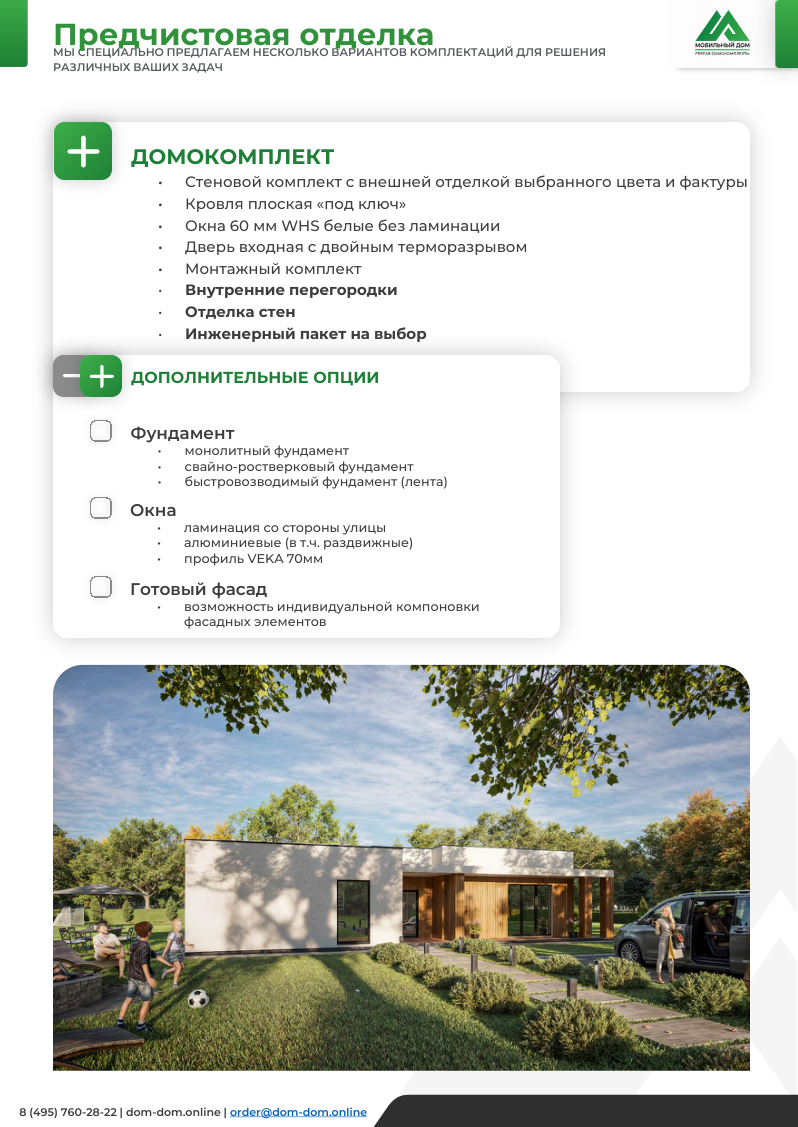 Предчистовая отделка
МЫ СПЕЦИАЛЬНО ПРЕДЛАГАЕМ НЕСКОЛЬКО ВАРИАНТОВ КОМПЛЕКТАЦИЙ ДЛЯ РЕШЕНИЯ
РАЗЛИЧНЫХ ВАШИХ ЗАДАЧ
МОБИЛЬНЫЙ ДОМ
ДОМОКОМПЛЕКТ
• Стеновой комплект с внешней отделкой выбранного цвета и фактуры
• Кровля плоская «под ключ»
• Окна 60 мм WHS белые без ламинации
• Дверь входная с двойным терморазрывом
• Монтажный комплект
• Внутренние перегородки
• Отделка стен
• Инженерный пакет на выбор
ДОПОЛНИТЕЛЬНЫЕ ОПЦИИ
Фундамент
• монолитный фундамент
• свайно-ростверковый фундамент
• быстровозводимый фундамент (лента)
Окна
• ламинация со стороны улицы
• алюминиевые (в т.ч. раздвижные)
• профиль VEKA 70мм
Готовый фасад
• возможность индивидуальной компоновки
фасадных элементов
8 (495) 760-28-22 | dom-dom.online | order@dom-dom.online